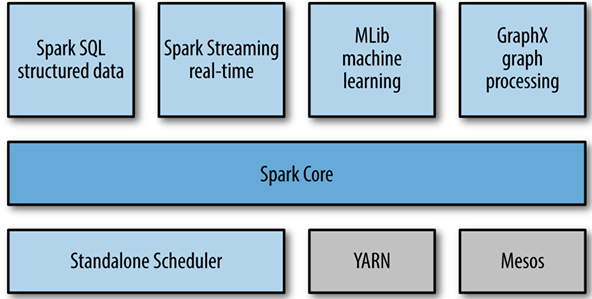 Spark SQL
structured data
Spark Streaming
real-time
MLib
machine
learning
GraphX
graph
processing
Spark Core
Standalone Scheduler
YARN
Mesos